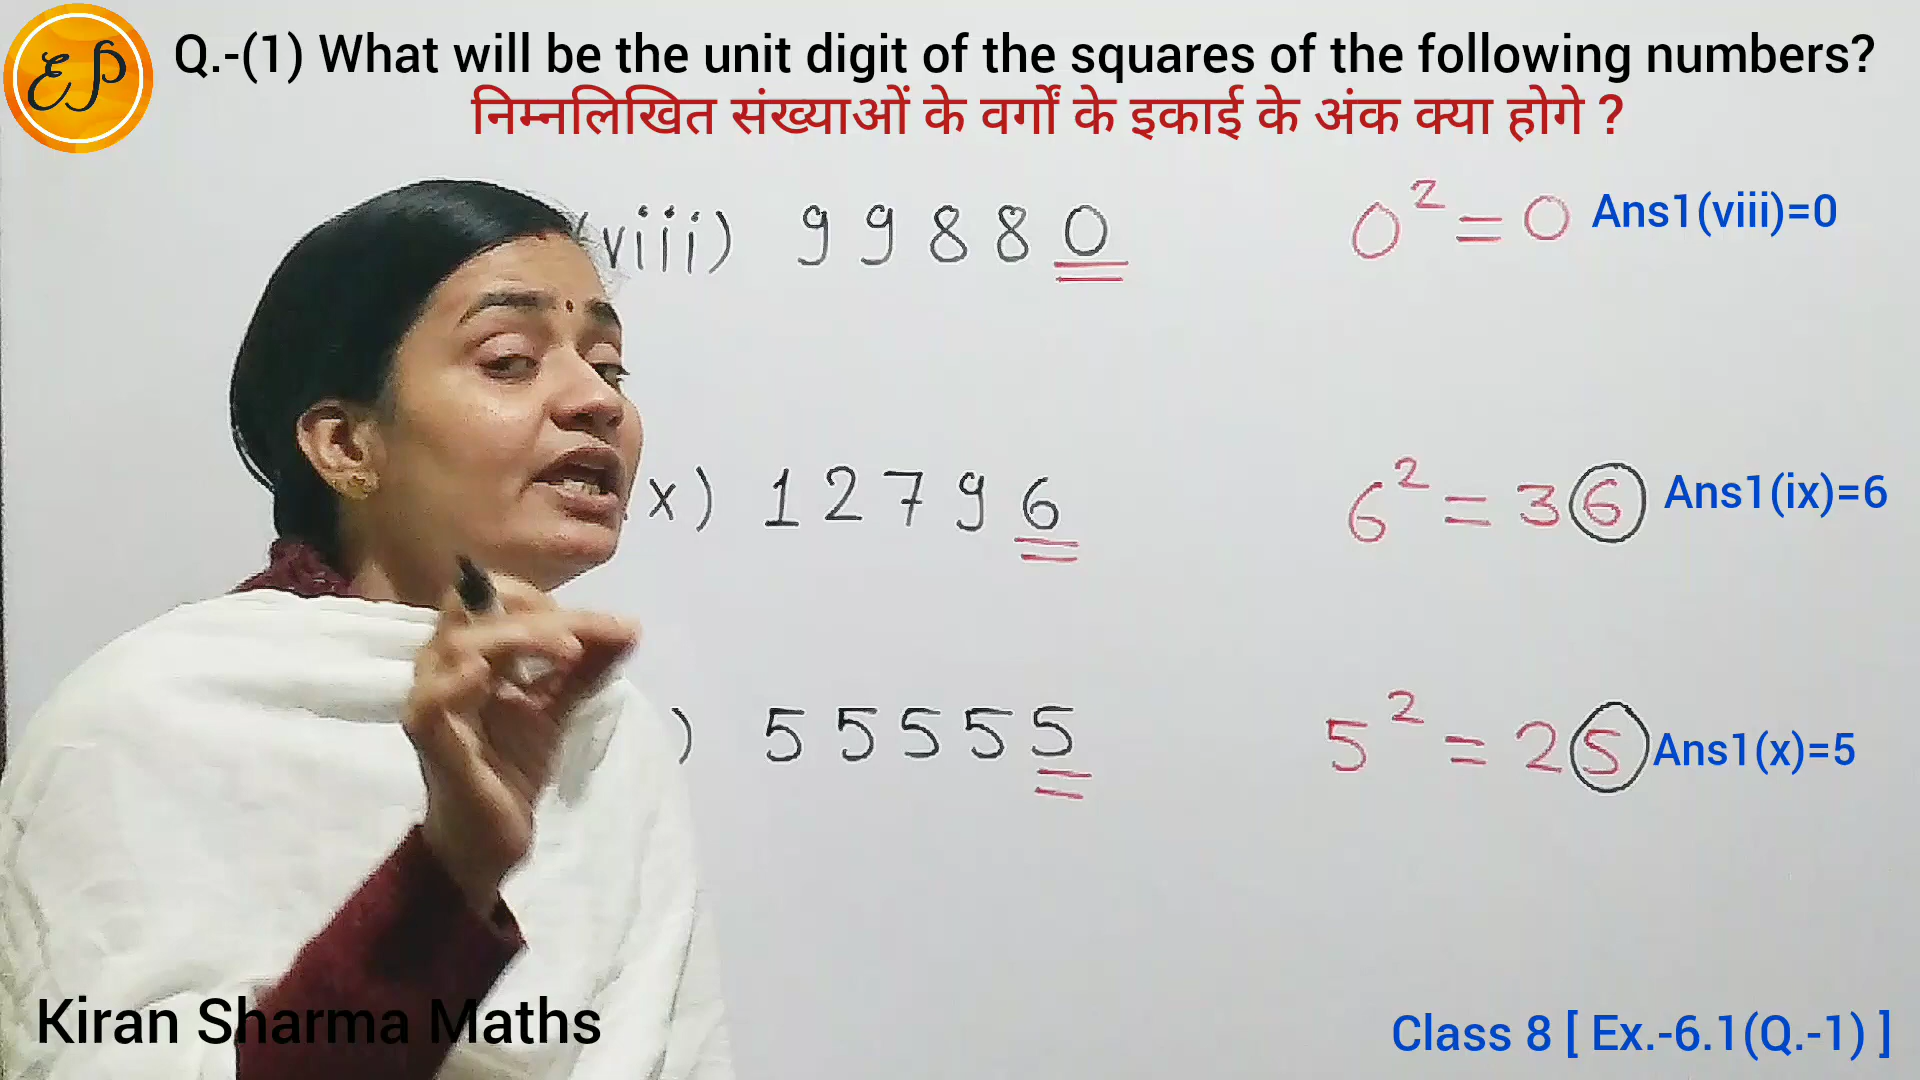 EP
Q.-(1) What will be the unit digit of the squares of the following numbers?
निम्नलिखित संख्याओं के वर्गों के इकाई के अंक क्या होगे ?
(viii) 99880 0² = 0 Ans1(viii)=0
x) 12796 6² = 36 Ans1(ix)=6
) 55555 5² = 25 Ans1(x)=5
Kiran Sharma Maths
Class 8 [ Ex.-6.1(Q.-1) ]